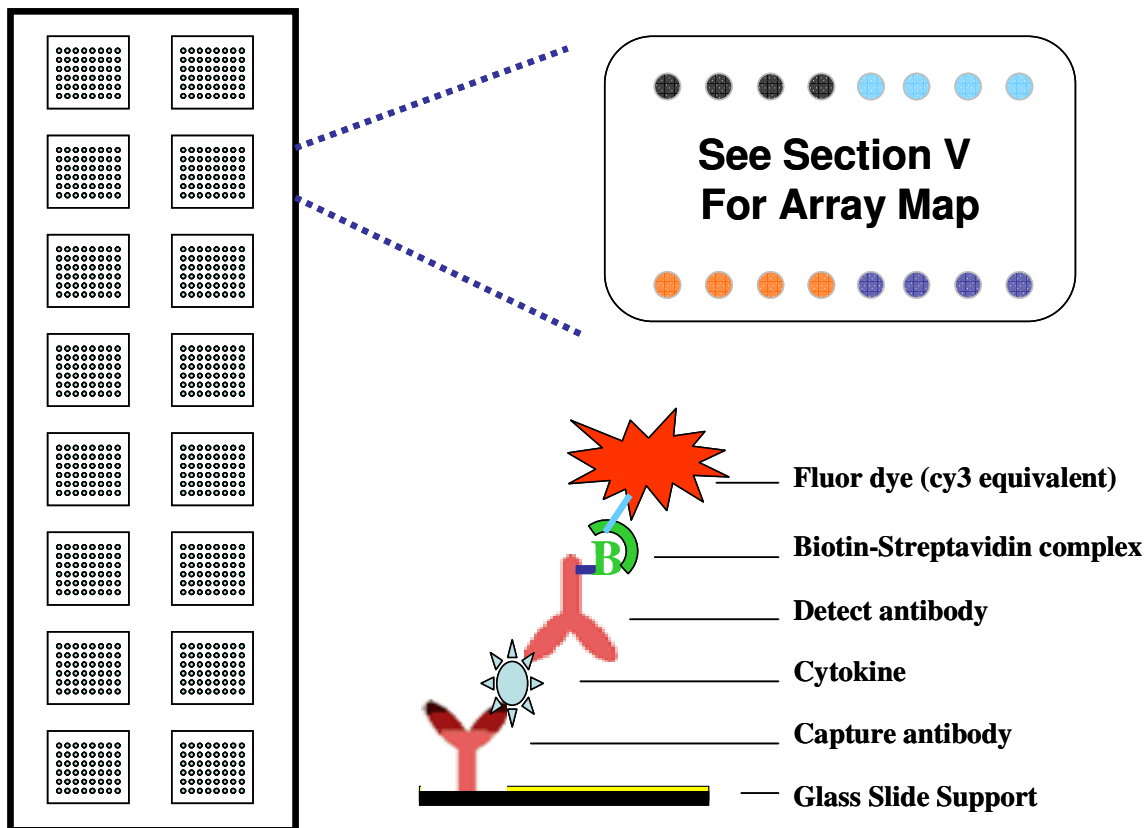 See Section V
For Array Map
Fluor dye (cy3 equivalent)
B
Biotin-Streptavidin complex
Detect antibody
Cytokine
Capture antibody
Glass Slide Support